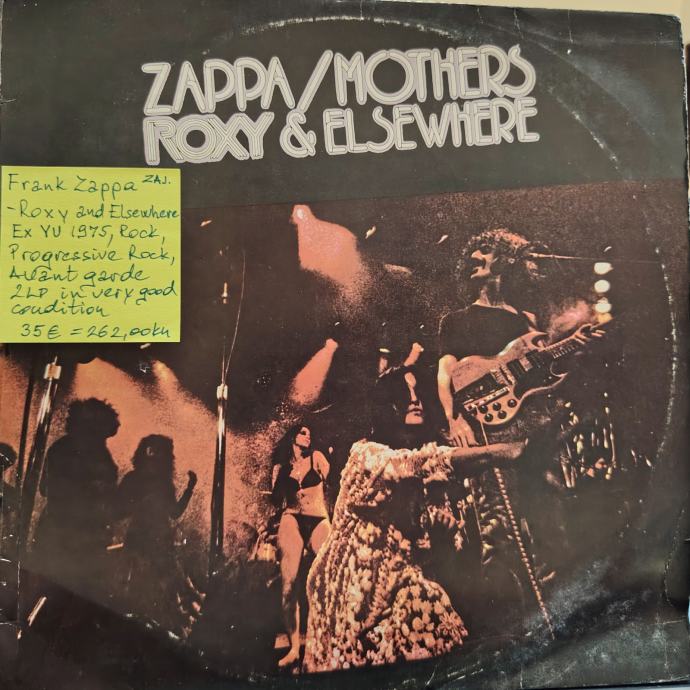 ZAPPA/MOTHERS
ROXY & ELSEWHERE
Frank Zappa ZAJ.
-Roxy and Elsewhere
Ex YU 1975, Rock,
Progressive Rock,
Avant garde
2LP in very good
condition
35€ = 262,00kn